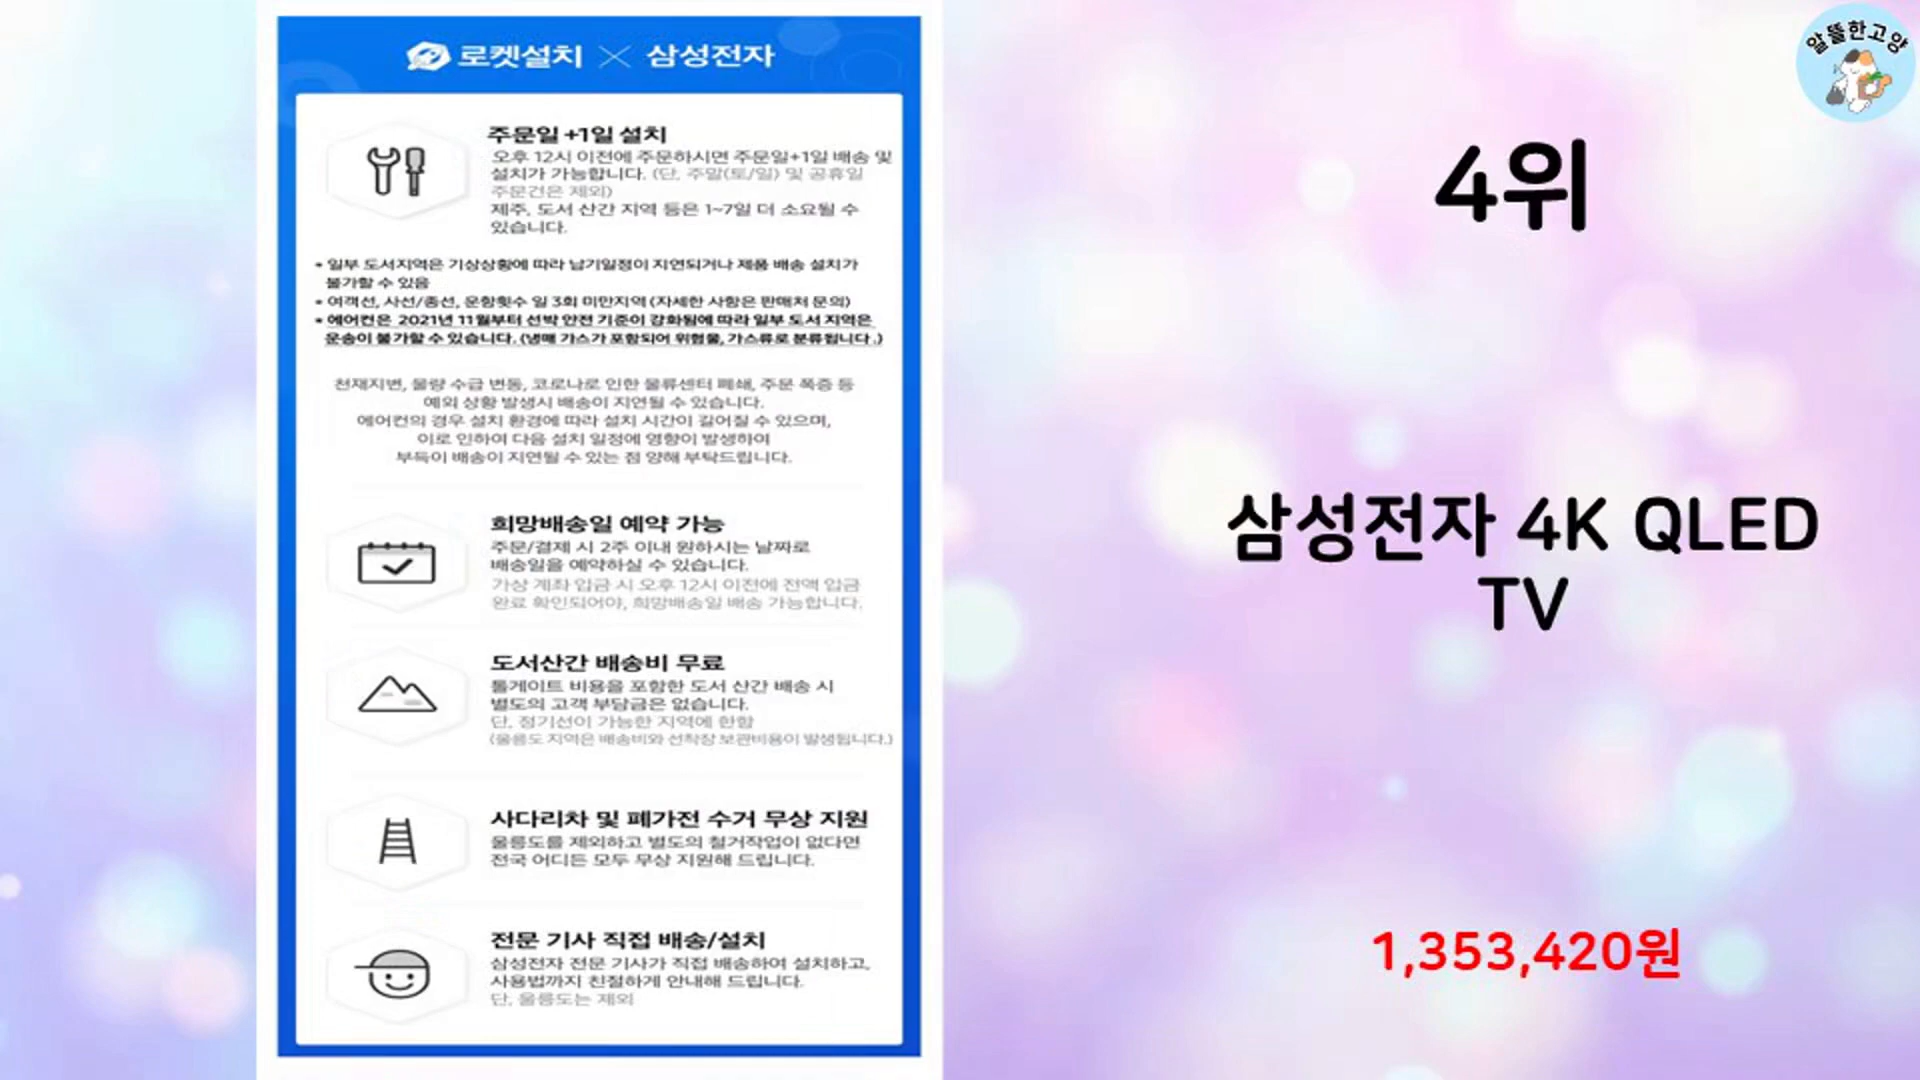 로켓설치 × 삼성전자
주문일 +1일 설치
오후 12시 이전에 주문하시면 주문일+1일 배송 및
설치가 가능합니다. (단, 주말(토/일) 및 공휴일
주문건은 제외)
제주, 도서 산간 지역 등은 1~7일 더 소요될 수
있습니다.
* 일부 도서지역은 기상상황에 따라 납기일정이 지연되거나 제품 배송 설치가
불가할 수 있음
* 여객선, 사선/종선, 운항횟수 일 3회 미만지역 (자세한 사항은 판매처 문의)
* 에어컨은 2021년 11월부터 선박 안전 기준이 강화됨에 따라 일부 도서 지역은
운송이 불가할 수 있습니다. (냉매 가스가 포함되어 위험물, 가스류로 분류됩니다.)
천재지변, 물량 수급 변동, 코로나로 인한 물류센터 폐쇄, 주문 폭증 등
예외 상황 발생시 배송이 지연될 수 있습니다.
에어컨의 경우 설치 환경에 따라 설치 시간이 길어질 수 있으며,
이로 인하여 다음 설치 일정에 영향이 발생하여
부득이 배송이 지연될 수 있는 점 양해 부탁드립니다.
희망배송일 예약 가능
주문/결제 시 2주 이내 원하시는 날짜로
배송일을 예약하실 수 있습니다.
가상 계좌 입금 시 오후 12시 이전에 전액 입금
완료 확인되어야, 희망배송일 배송 가능합니다.
도서산간 배송비 무료
톨게이트 비용을 포함한 도서 산간 배송 시
별도의 고객 부담금은 없습니다.
단, 정기선이 가능한 지역에 한함
(울릉도 지역은 배송비와 선착장 보관비용이 발생됩니다.)
사다리차 및 폐가전 수거 무상 지원
울릉도를 제외하고 별도의 철거작업이 없다면
전국 어디든 모두 무상 지원해 드립니다.
전문 기사 직접 배송/설치
삼성전자 전문 기사가 직접 배송하여 설치하고,
사용법까지 친절하게 안내해 드립니다.
단, 울릉도는 제외
알뜰한고양
4위
삼성전자 4K QLED
TV
1,353,420원